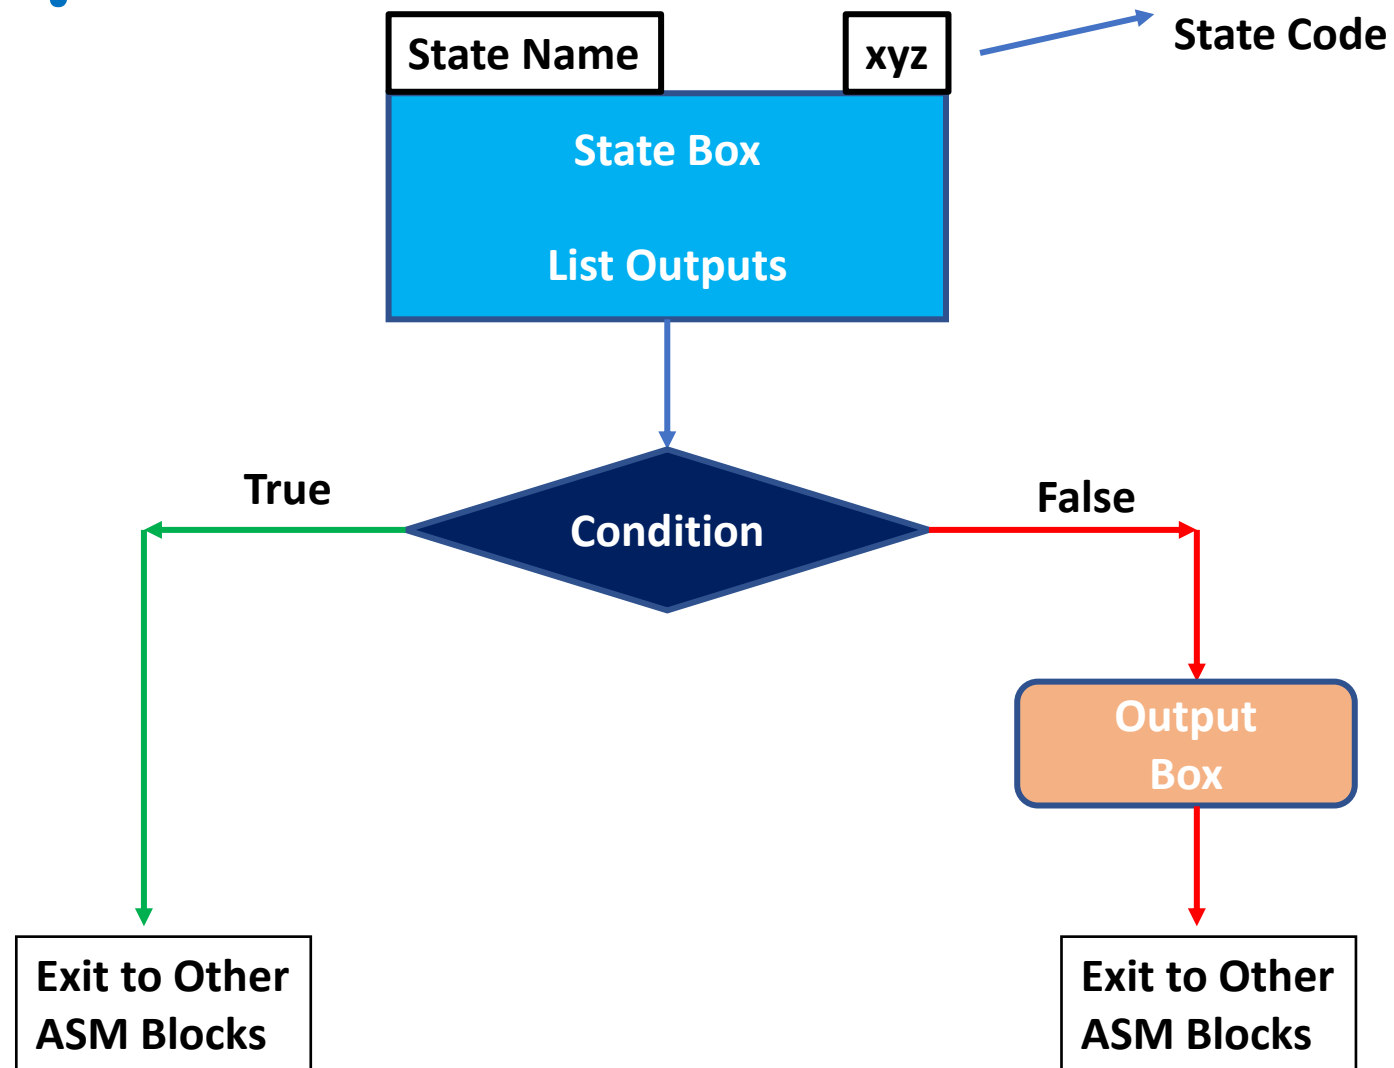 State Name
xyz
State Code
State Box
List Outputs
True
Condition
False
Output
Box
Exit to Other
ASM Blocks
Exit to Other
ASM Blocks